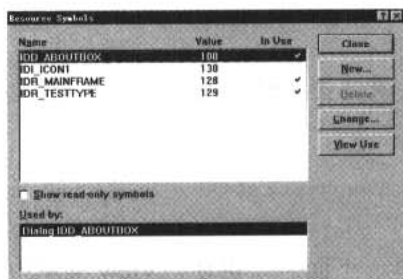 Resource Symbols
Name Value In Use
IDD_ABOUTBOX 100
IDI_ICON1 130
IDR_MAINFRAME 128
IDR_TESTTYPE 129
Close
New...
Delete
Change...
View Use
Show read-only symbols
Used by:
Dialog IDD_ABOUTBOX